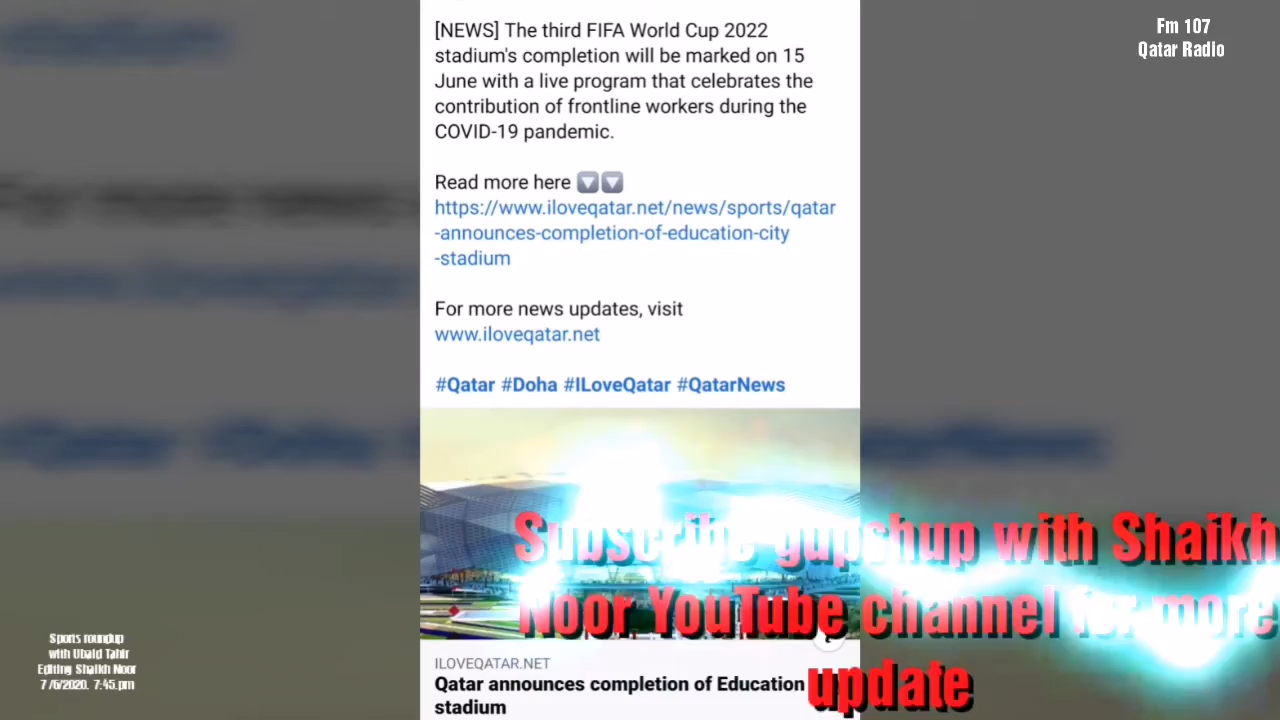 [NEWS] The third FIFA World Cup 2022
stadium's completion will be marked on 15
June with a live program that celebrates the
contribution of frontline workers during the
COVID-19 pandemic.
Read more here
https://www.iloveqatar.net/news/sports/qatar
-announces-completion-of-education-city
-stadium
For more news updates, visit
www.iloveqatar.net
#Qatar #Doha #ILoveQatar #QatarNews
ILOVEQATAR.NET
Qatar announces completion of Education
stadium
Fm 107
Qatar Radio
Subscribe gupshup with Shaikh
Noor YouTube channel for more
update
Sports roundup
with Ubaid Tahir
Editing Shaikh Noor
7/6/2020. 7:45.pm